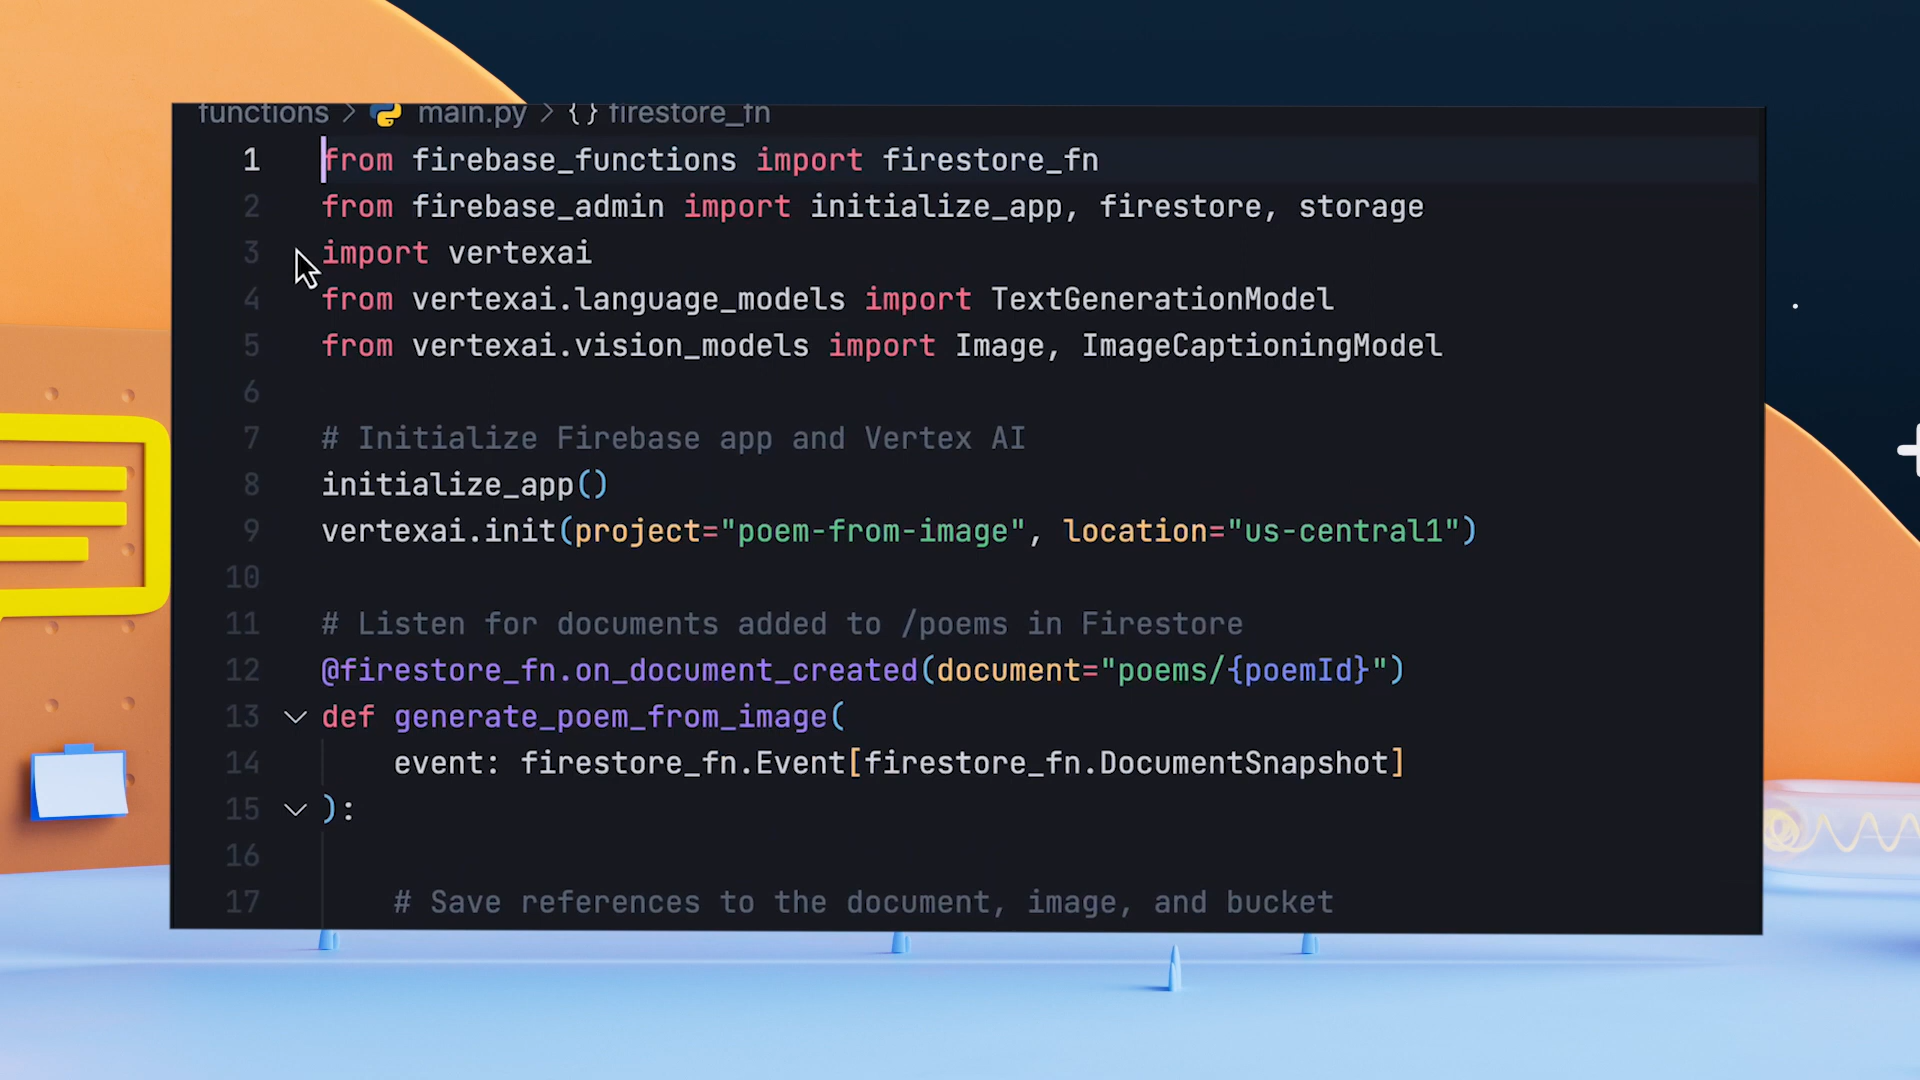 functions > main.py > {} firestore_fn
1 from firebase_functions import firestore_fn
2 from firebase_admin import initialize_app, firestore, storage
3 import vertexai
4 from vertexai.language_models import TextGenerationModel
5 from vertexai.vision_models import Image, ImageCaptioningModel
6
7 # Initialize Firebase app and Vertex AI
8 initialize_app()
9 vertexai.init(project="poem-from-image", location="us-central1")
10
11 # Listen for documents added to /poems in Firestore
12 @firestore_fn.on_document_created(document="poems/{poemId}")
13 def generate_poem_from_image(
14     event: firestore_fn.Event[firestore_fn.DocumentSnapshot]
15 ):
16
17     # Save references to the document, image, and bucket